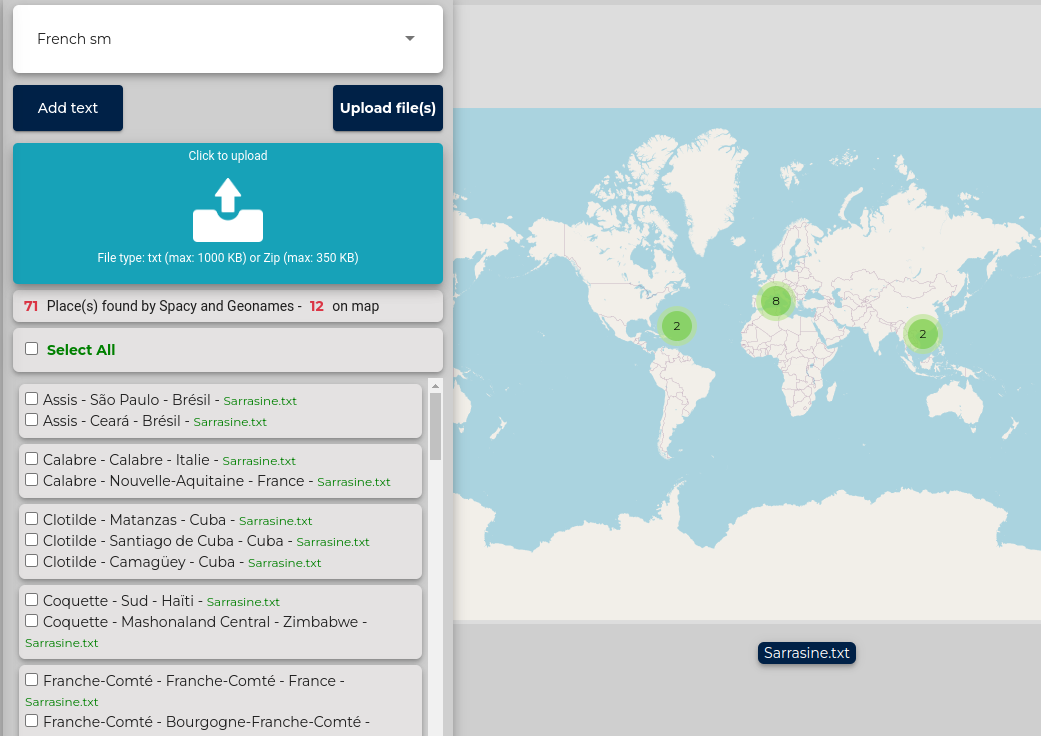 French sm
Add text
Upload file(s)
Click to upload
File type: txt (max: 1000 KB) or Zip (max: 350 KB)
71 Place(s) found by Spacy and Geonames - 12 on map
Select All
Assis - São Paulo - Brésil - Sarrasine.txt
Assis - Ceará - Brésil - Sarrasine.txt
Calabre - Calabre - Italie - Sarrasine.txt
Calabre - Nouvelle-Aquitaine - France - Sarrasine.txt
Clotilde - Matanzas - Cuba - Sarrasine.txt
Clotilde - Santiago de Cuba - Cuba - Sarrasine.txt
Clotilde - Camagüey - Cuba - Sarrasine.txt
Coquette - Sud - Haïti - Sarrasine.txt
Coquette - Mashonaland Central - Zimbabwe -
Sarrasine.txt
Franche-Comté - Franche-Comté - France -
Sarrasine.txt
Franche-Comté - Bourgogne-Franche-Comté -
8
2
2
Sarrasine.txt